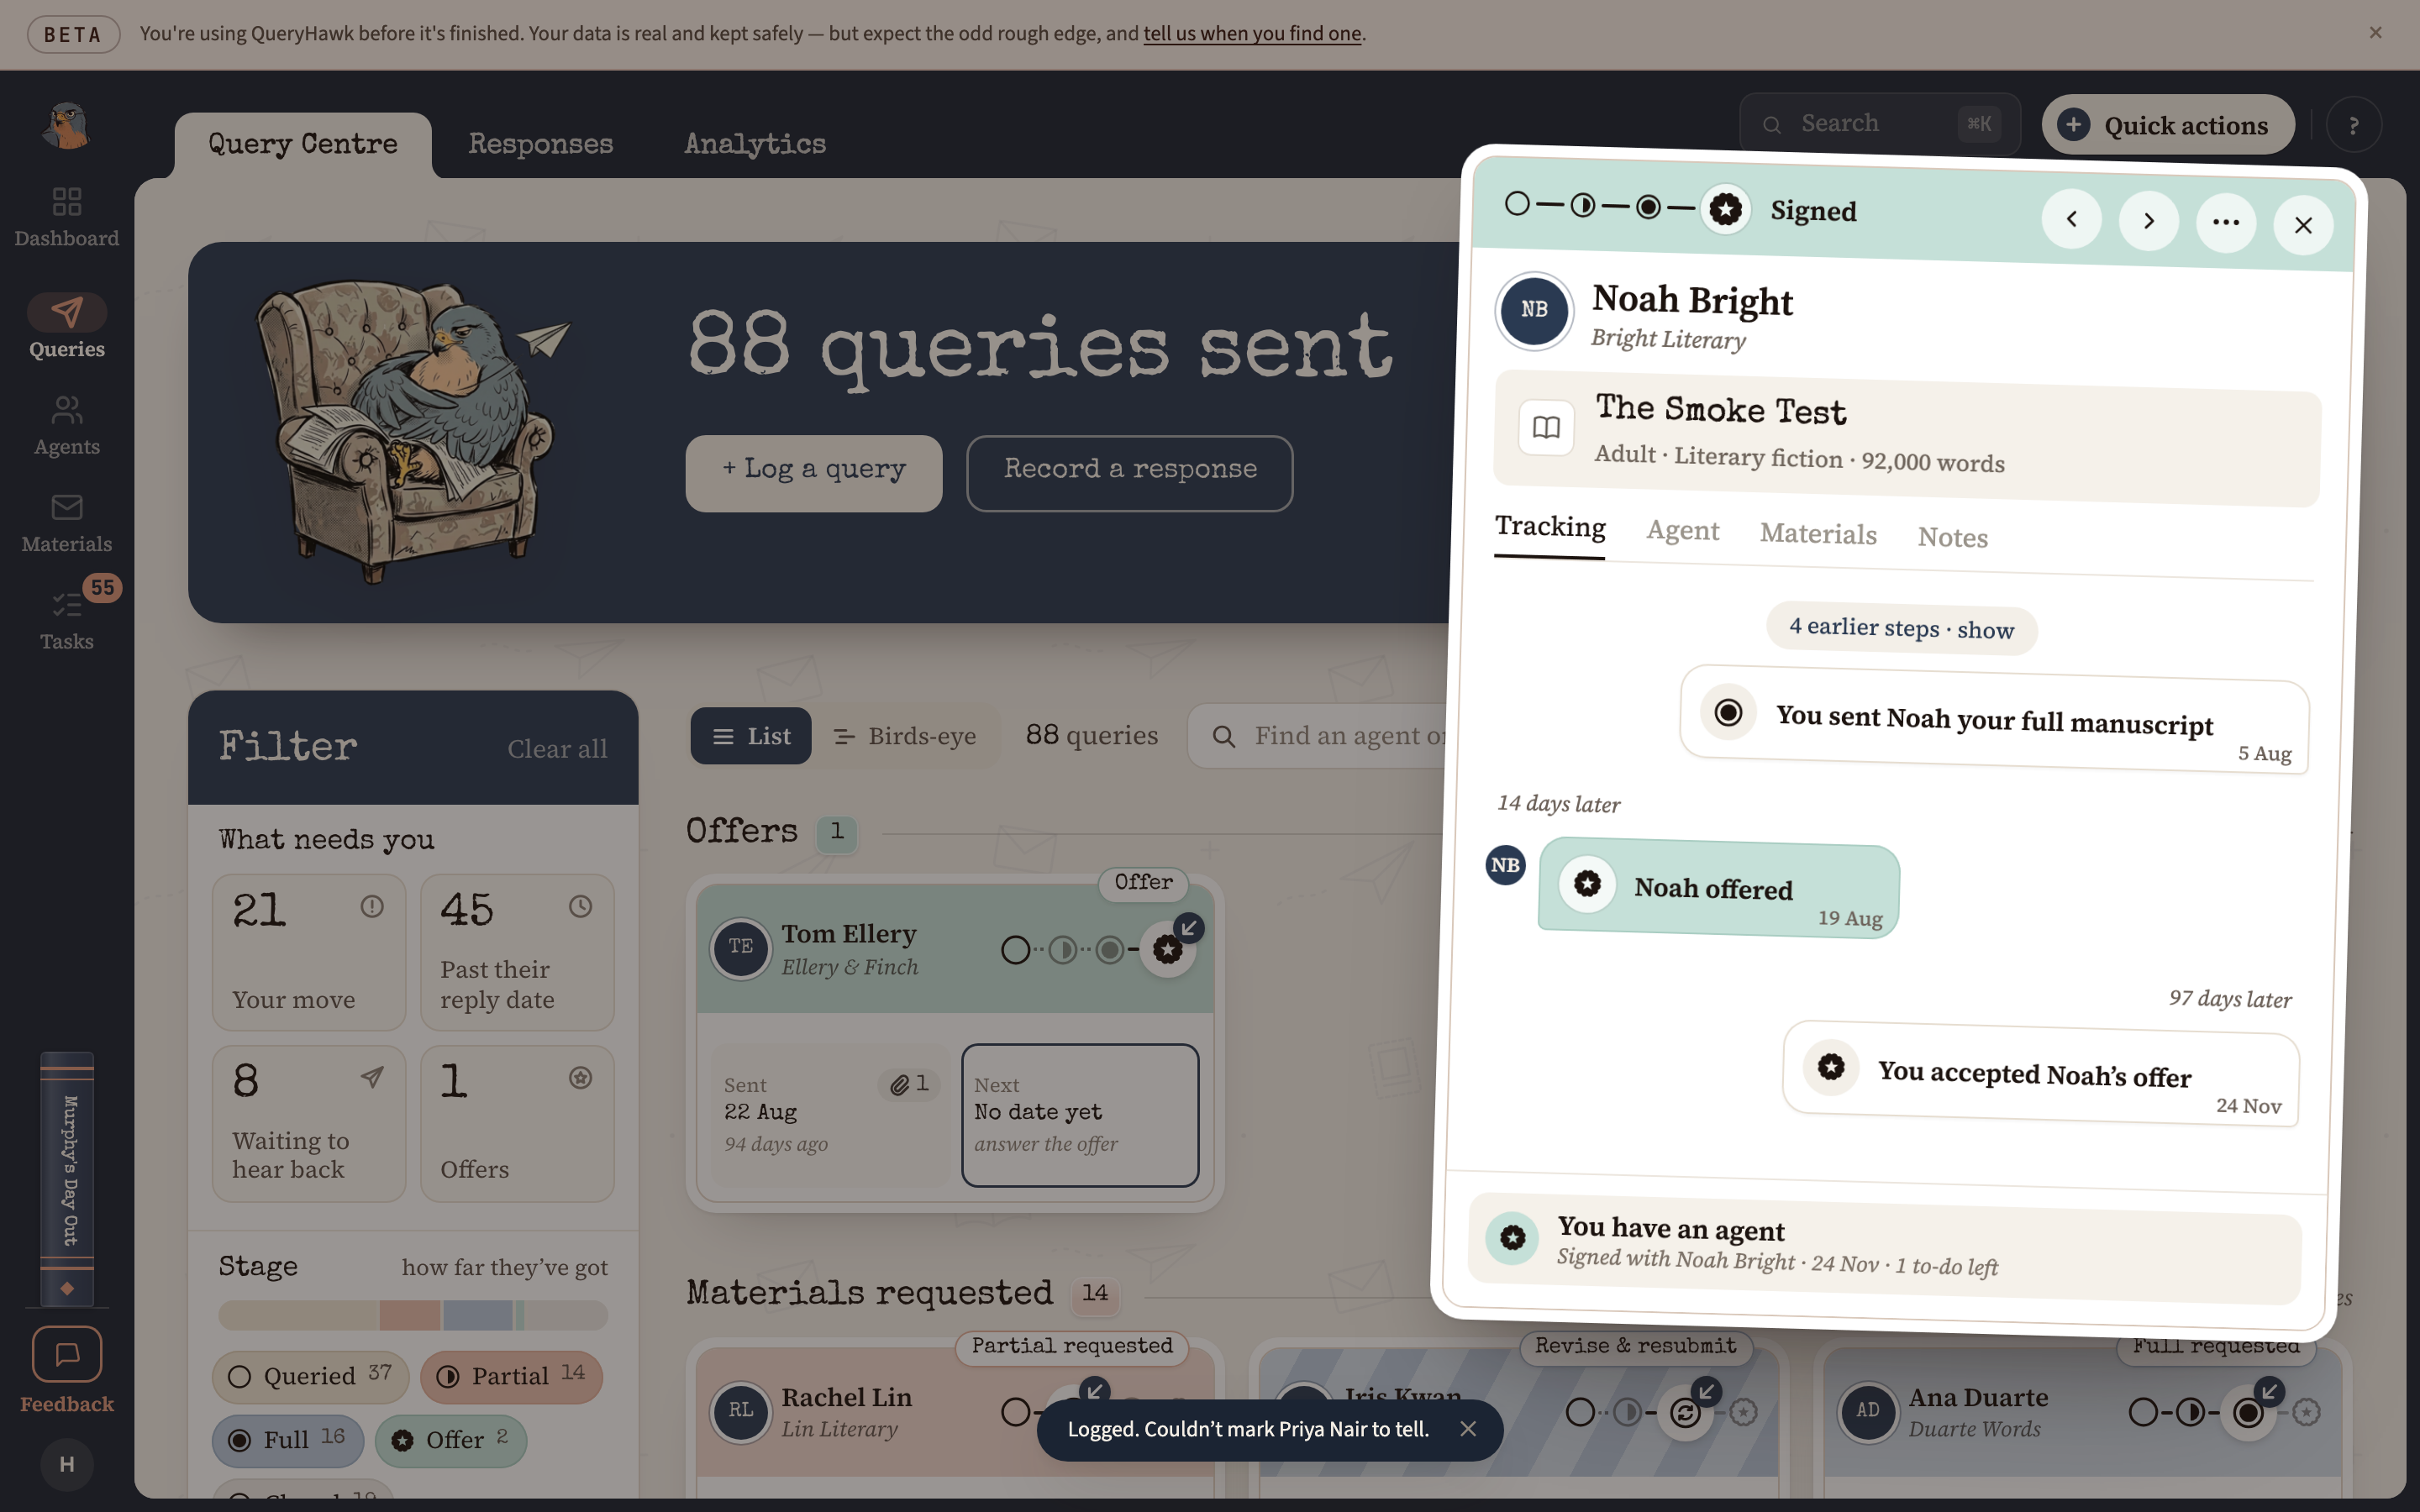 BETA
You're using QueryHawk before it's finished. Your data is real and kept safely — but expect the odd rough edge, and tell us when you find one.
Query Centre
Responses
Analytics
Search
⌘K
Quick actions
?
Dashboard
Queries
Agents
Materials
55
Tasks
Murphy's Day Out
Feedback
H
88 queries sent
+ Log a query
Record a response
Filter
Clear all
What needs you
21
Your move
45
Past their
reply date
8
Waiting to
hear back
1
Offers
Stage
how far they've got
Queried 37
Partial 14
Full 16
Offer 2
List
Birds-eye
88 queries
Find an agent or
Offers 1
Offer
TE
Tom Ellery
Ellery & Finch
Sent
1
22 Aug
94 days ago
Next
No date yet
answer the offer
Materials requested 14
Partial requested
RL
Rachel Lin
Lin Literary
Revise & resubmit
Iris Kwan
Full requested
AD
Ana Duarte
Duarte Words
Logged. Couldn't mark Priya Nair to tell.
Signed
NB
Noah Bright
Bright Literary
The Smoke Test
Adult · Literary fiction · 92,000 words
Tracking
Agent
Materials
Notes
4 earlier steps · show
You sent Noah your full manuscript
5 Aug
14 days later
NB
Noah offered
19 Aug
97 days later
You accepted Noah's offer
24 Nov
You have an agent
Signed with Noah Bright · 24 Nov · 1 to-do left